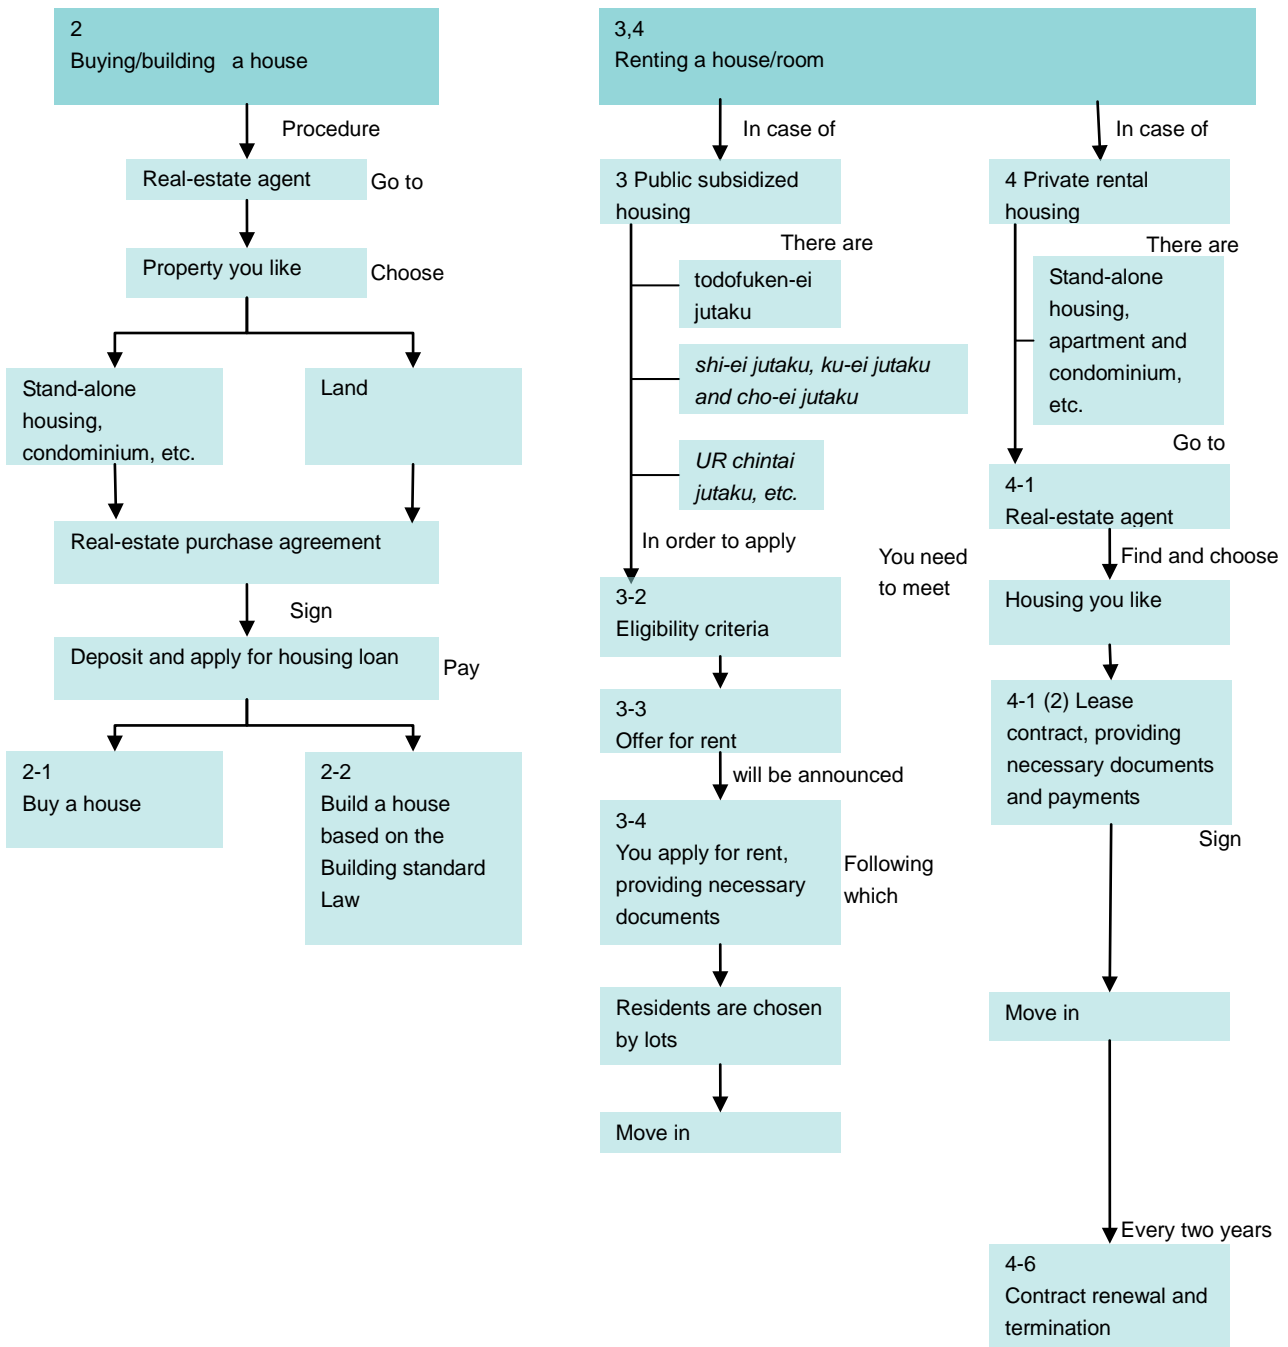 2
Buying/building a house
Procedure
Real-estate agent
Go to
Property you like
Choose
Stand-alone
housing,
condominium, etc.
Land
Real-estate purchase agreement
Sign
Deposit and apply for housing loan
Pay
2-1
Buy a house
2-2
Build a house
based on the
Building standard
Law
3,4
Renting a house/room
In case of
3 Public subsidized
housing
There are
todofuken-ei
jutaku
shi-ei jutaku, ku-ei jutaku
and cho-ei jutaku
UR chintai
jutaku, etc.
In order to apply
You need
to meet
3-2
Eligibility criteria
3-3
Offer for rent
will be announced
3-4
You apply for rent,
providing necessary
documents
Following
which
Residents are chosen
by lots
Move in
In case of
4 Private rental
housing
There are
Stand-alone
housing,
apartment and
condominium,
etc.
Go to
4-1
Real-estate agent
Find and choose
Housing you like
4-1 (2) Lease
contract, providing
necessary documents
and payments
Sign
Move in
Every two years
4-6
Contract renewal and
termination